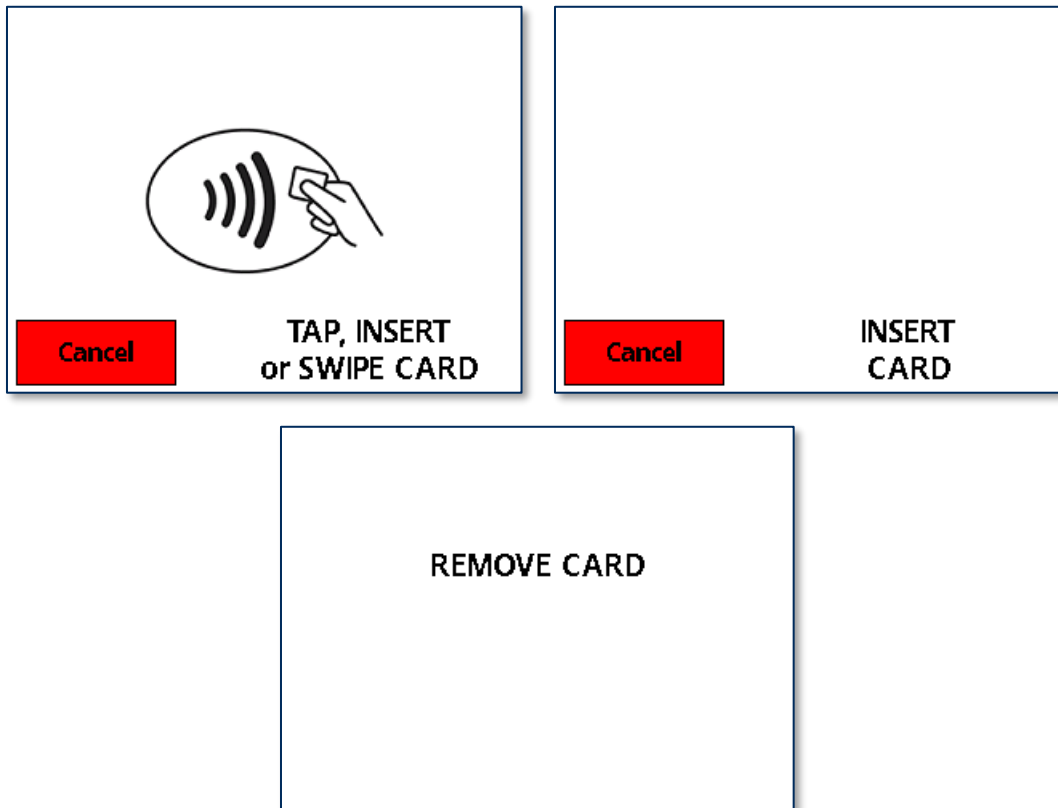 Cancel
TAP, INSERT
or SWIPE CARD
Cancel
INSERT
CARD
REMOVE CARD